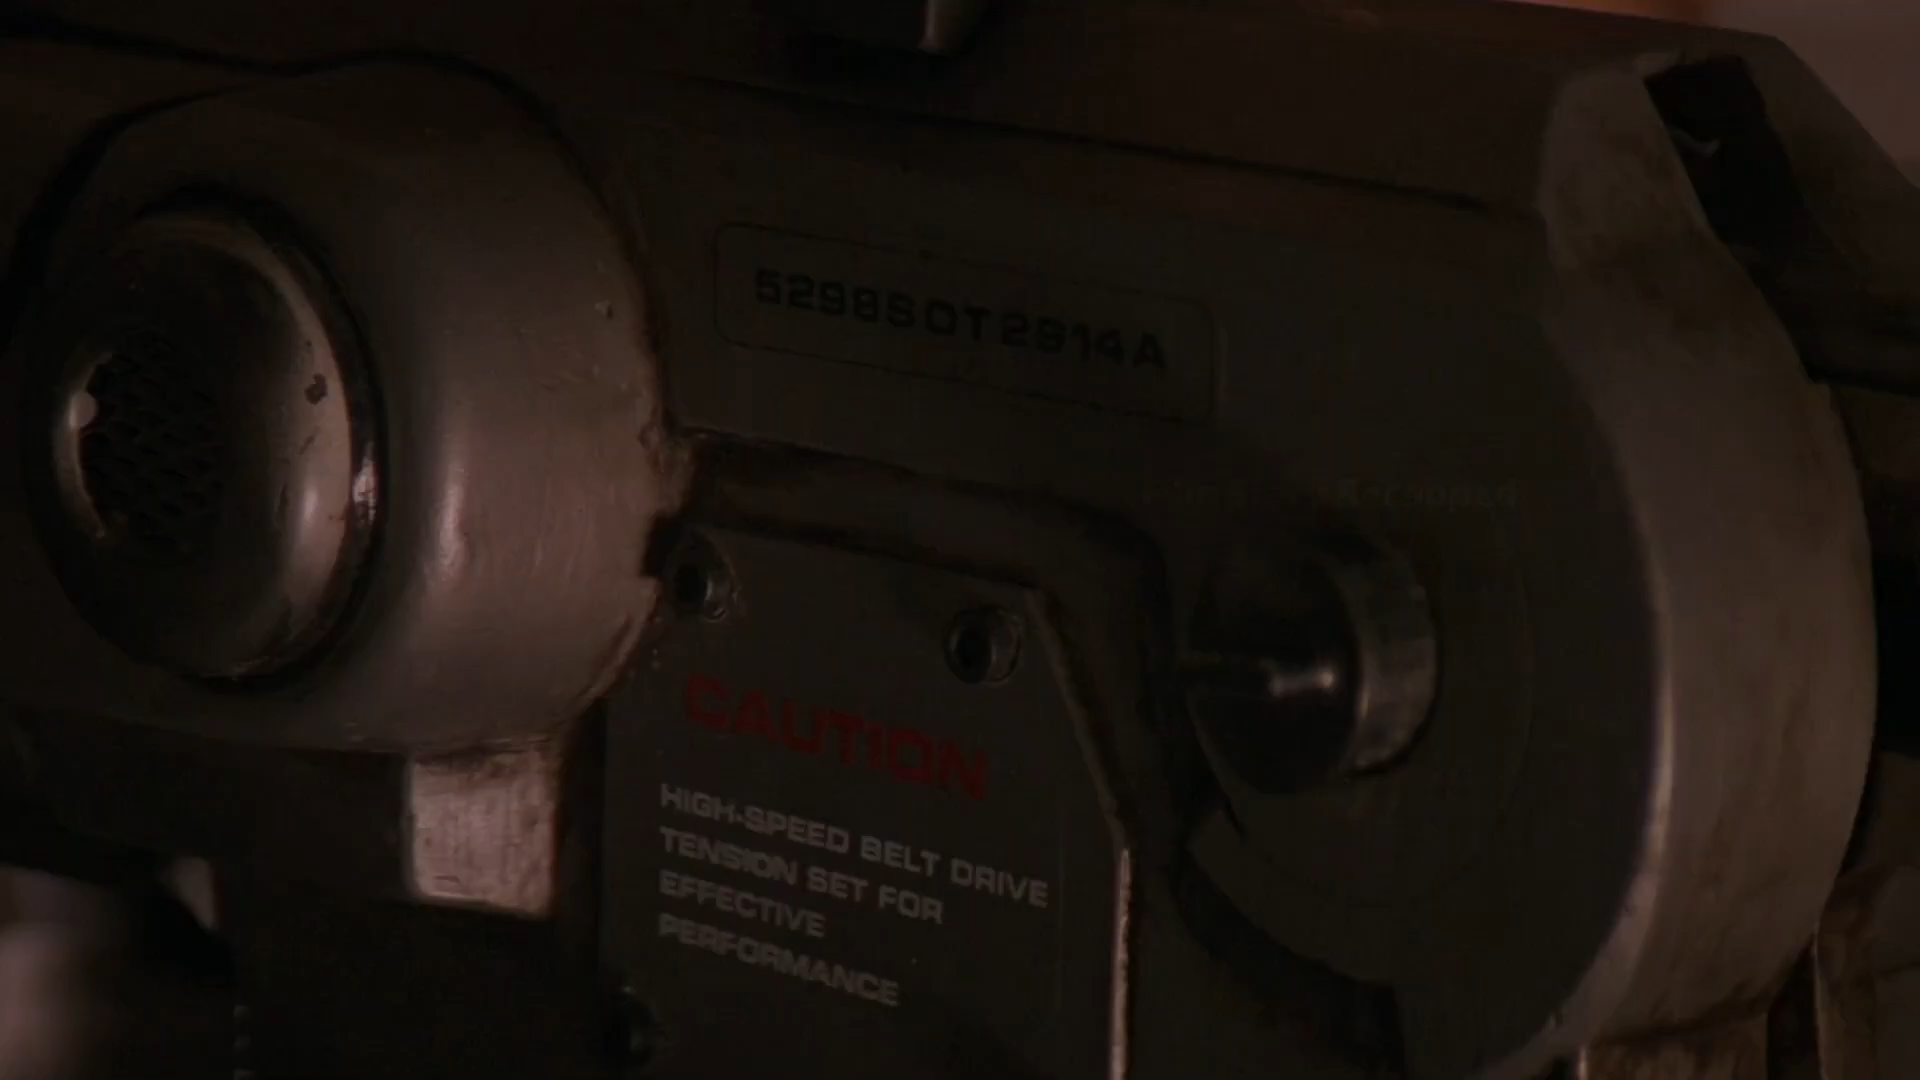 5298SOT2914A
CAUTION
HIGH-SPEED BELT DRIVE
TENSION SET FOR
EFFECTIVE
PERFORMANCE